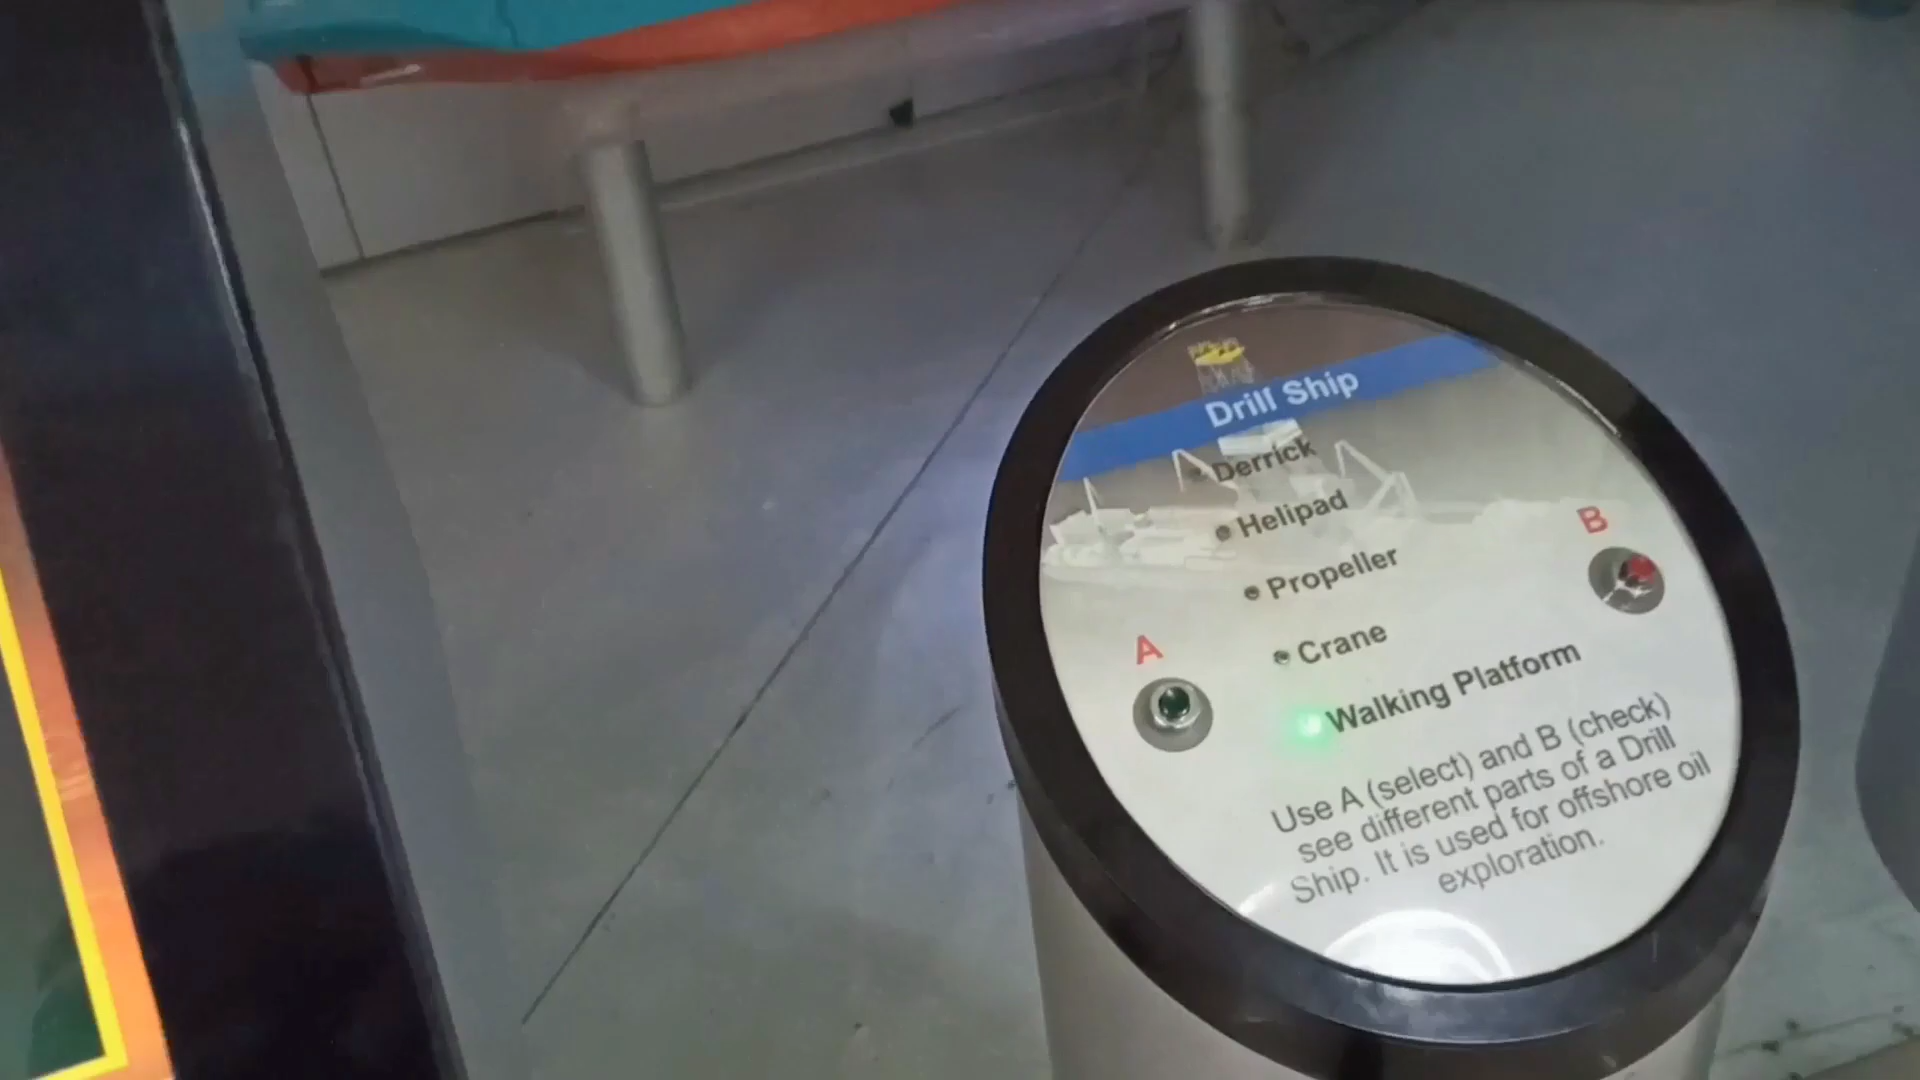 Drill Ship
Derrick
Helipad
B
Propeller
A
Crane
Walking Platform
Use A (select) and B (check)
see different parts of a Drill
Ship. It is used for offshore oil
exploration.